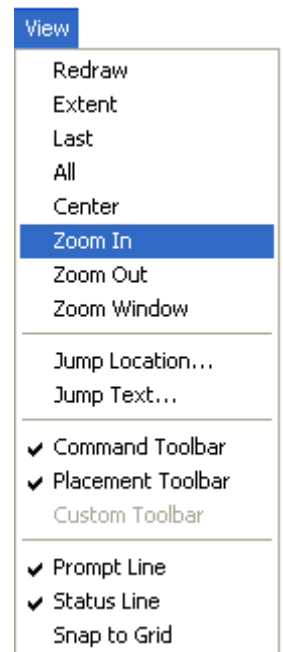 View
Redraw
Extent
Last
All
Center
Zoom In
Zoom Out
Zoom Window
Jump Location...
Jump Text...
Command Toolbar
Placement Toolbar
Custom Toolbar
Prompt Line
Status Line
Snap to Grid